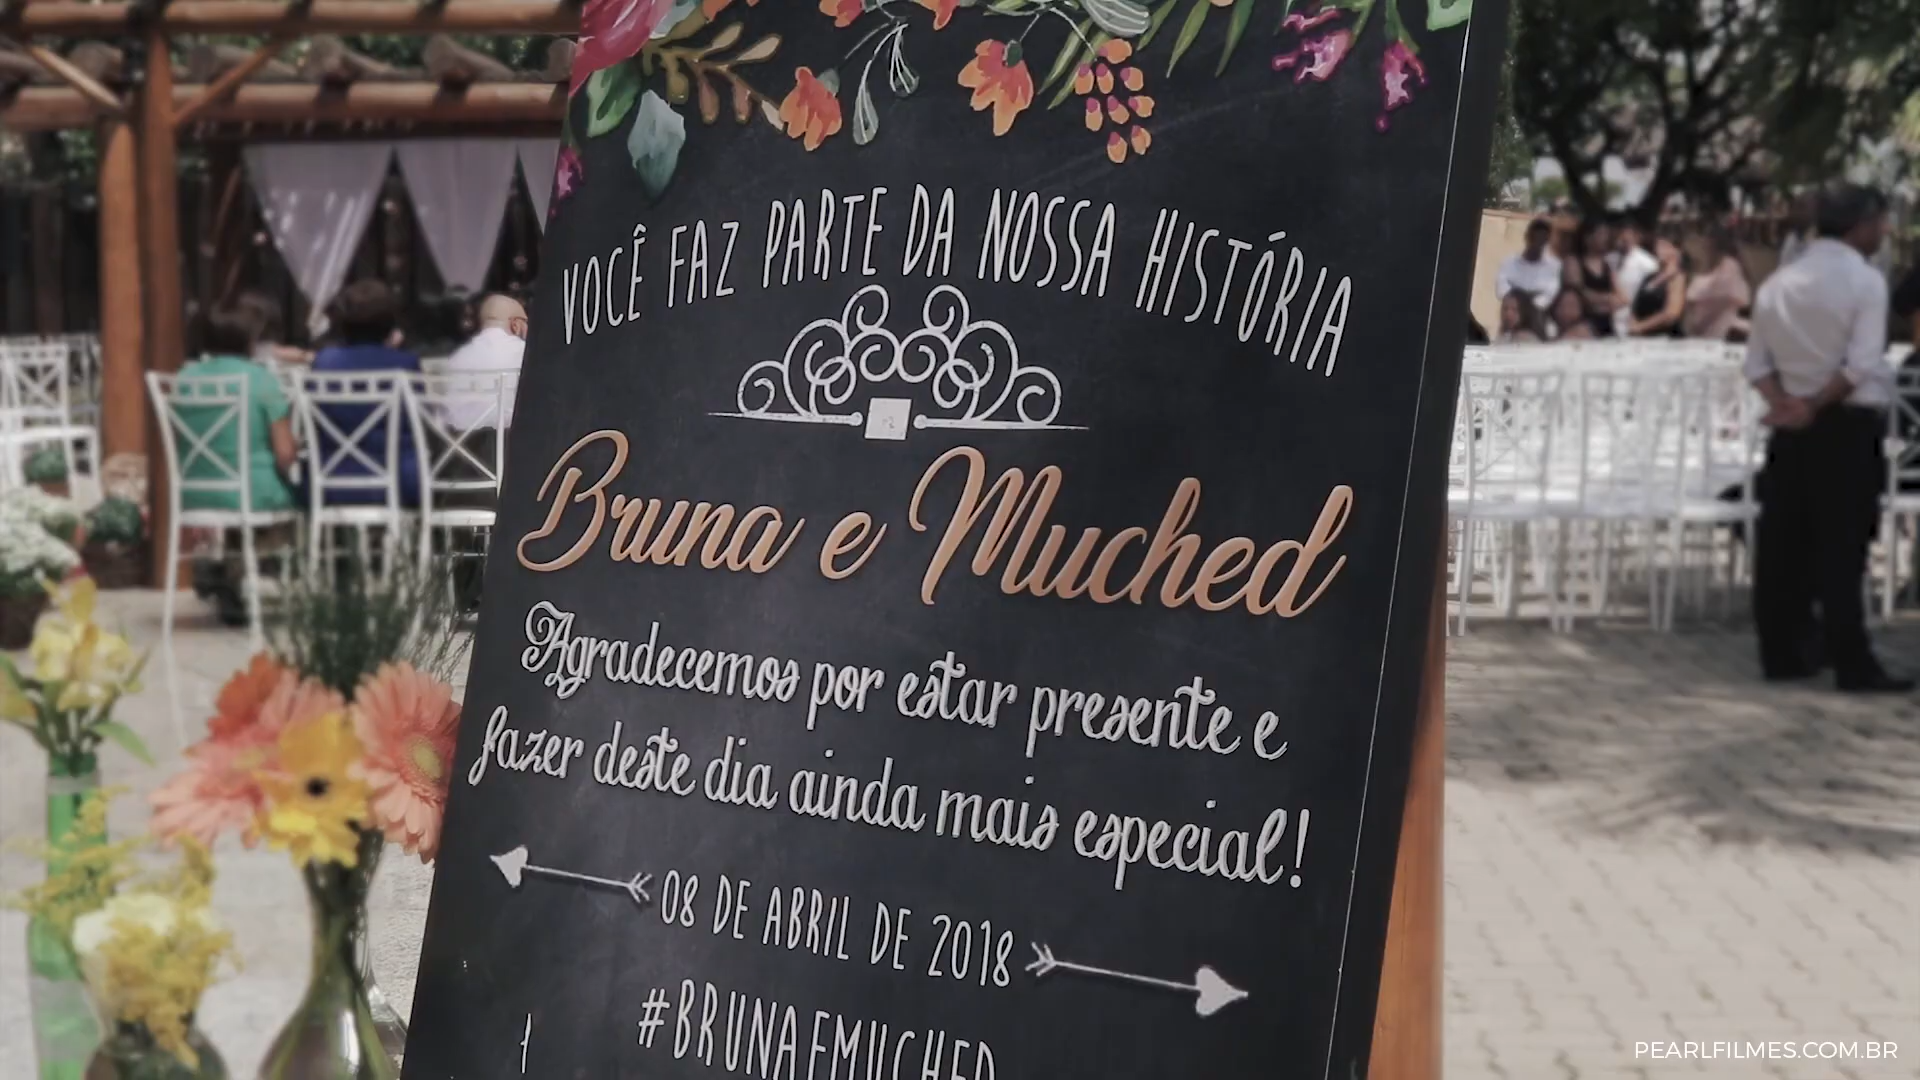 VOCÊ FAZ PARTE DA NOSSA HISTÓRIA
Bruna e Muched
Agradecemos por estar presente e
fazer deste dia ainda mais especial!
08 DE ABRIL DE 2018
#BRUNAEMUCHED
PEARLFILMES.COM.BR